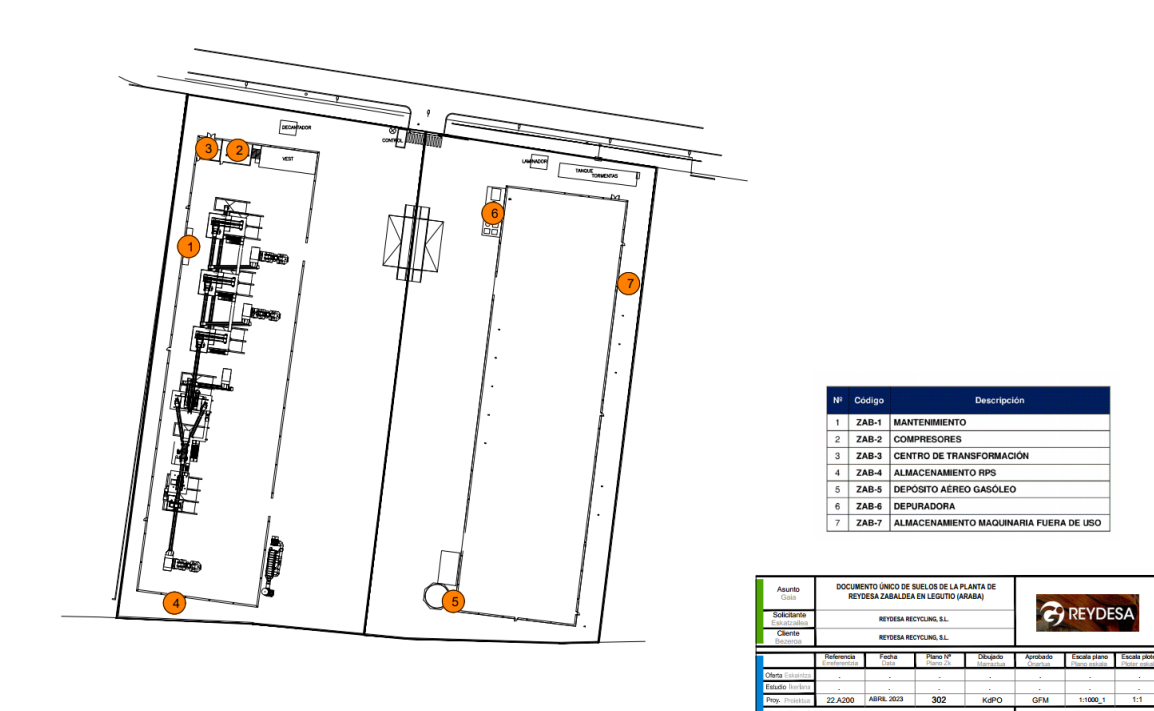 DECANTADOR
CONTROL
3
2
VEST
LAMINADOR
TANQUE
TORMENTAS
6
1
7
5
4
Nº Código Descripción
1 ZAB-1 MANTENIMIENTO
2 ZAB-2 COMPRESORES
3 ZAB-3 CENTRO DE TRANSFORMACIÓN
4 ZAB-4 ALMACENAMIENTO RPS
5 ZAB-5 DEPÓSITO AÉREO GASÓLEO
6 ZAB-6 DEPURADORA
7 ZAB-7 ALMACENAMIENTO MAQUINARIA FUERA DE USO
Asunto
Gaia
DOCUMENTO ÚNICO DE SUELOS DE LA PLANTA DE
REYDESA ZABALDEA EN LEGUTIO (ARABA)
REYDESA
Solicitante
Eskatzailea
REYDESA RECYCLING, S.L.
Cliente
Bezeroa
REYDESA RECYCLING, S.L.
Referencia Fecha Plano Nº Dibujado Aprobado Escala plano Escala plote
Erreferentzia Data Plano Zk Marraztua Onartua Plano eskala Ploter eskal
Oferta Eskaintza - - - - - - -
Estudio Ikerlana - - - - - - -
Proy. Proiektua 22.A200 ABRIL 2023 302 KdPO GFM 1:1000_1 1:1